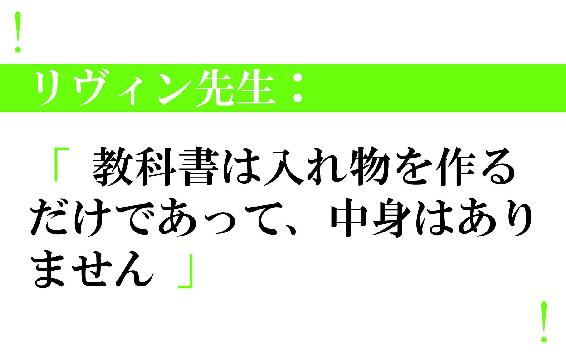 !
リヴィン先生：
「 教科書は入れ物を作る
だけであって、中身はあり
ません 」
!